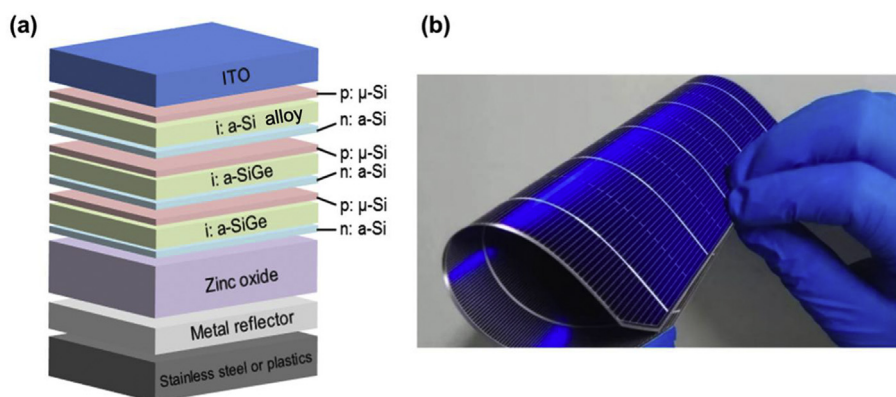 (a)
(b)
ITO
p: μ-Si
i: a-Si alloy
n: a-Si
p: μ-Si
i: a-SiGe
n: a-Si
p: μ-Si
i: a-SiGe
n: a-Si
Zinc oxide
Metal reflector
Stainless steel or plastics